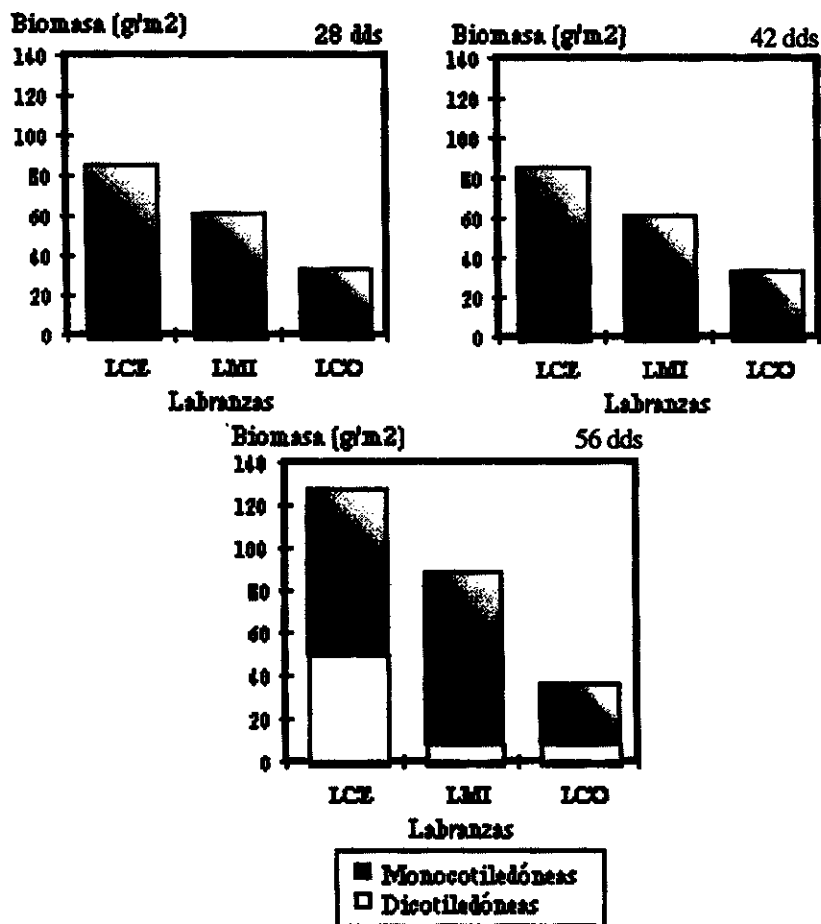 Biomasa (g/m2)
28 dds
140
120
100
80
60
40
20
0
LCE LMI LCO
Labranzas
Biomasa (g/m2)
42 dds
140
120
100
80
60
40
20
0
LCE LMI LCO
Labranzas
Biomasa (g/m2)
56 dds
140
120
100
80
60
40
20
0
LCE LMI LCO
Labranzas
Monocotiledóneas
Dicotiledóneas